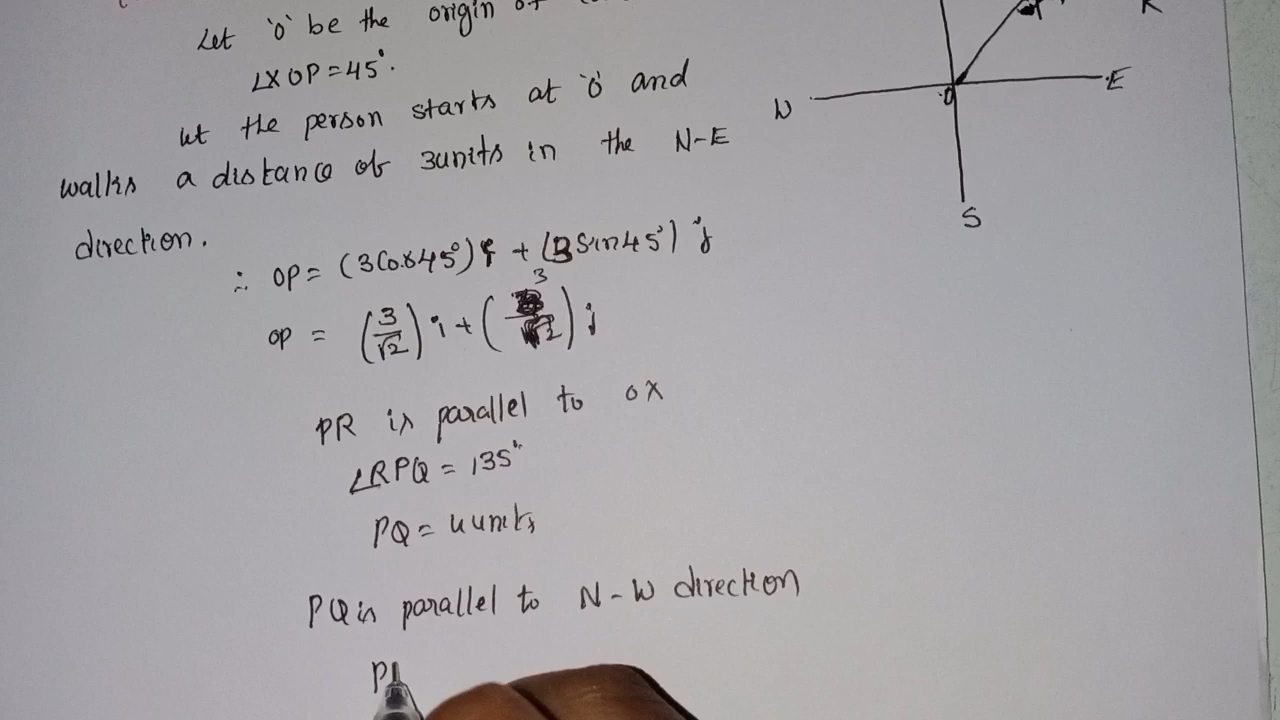 Let 'O' be the origin of
∠XOP = 45°.
let the person starts at 'O' and
walks a distance of 3units in the N-E
direction.
∴ OP = (3Cos45°)i + (3Sin45°)j
OP = (3/√2)i + (3/√2)j
PR is parallel to OX
∠RPQ = 135°
PQ = 4units
PQ is parallel to N-W direction
P
R
E
O
W
S